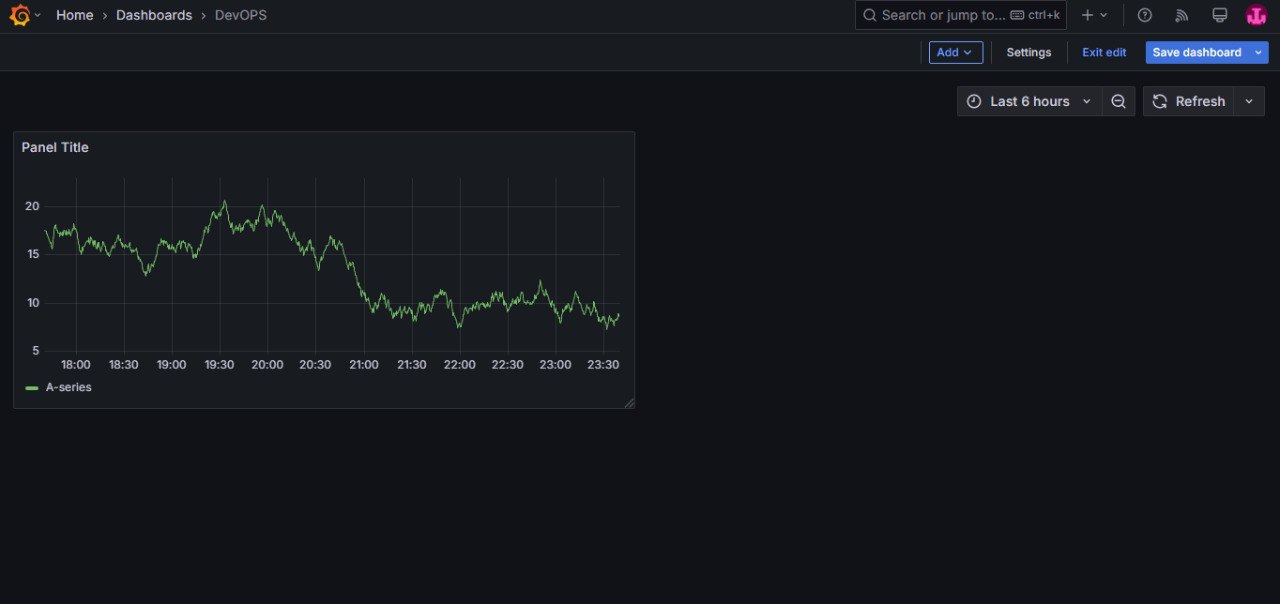 Home › Dashboards › DevOPS
Search or jump to... ctrl+k
Add
Settings
Exit edit
Save dashboard
Last 6 hours
Refresh
Panel Title
20
15
10
5
18:00 18:30 19:00 19:30 20:00 20:30 21:00 21:30 22:00 22:30 23:00 23:30
A-series